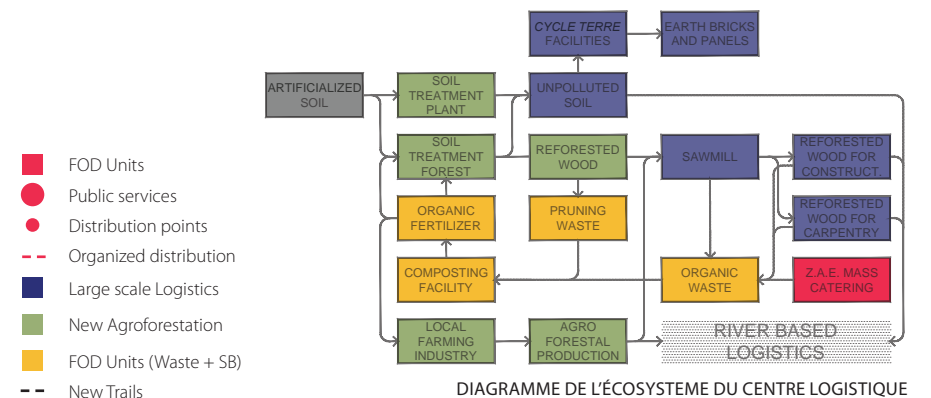 CYCLE TERRE
FACILITIES
EARTH BRICKS
AND PANELS
ARTIFICIALIZED
SOIL
SOIL
TREATMENT
PLANT
UNPOLLUTED
SOIL
SOIL
TREATMENT
FOREST
REFORESTED
WOOD
SAWMILL
REFORESTED
WOOD FOR
CONSTRUCT.
ORGANIC
FERTILIZER
PRUNING
WASTE
REFORESTED
WOOD FOR
CARPENTRY
COMPOSTING
FACILITY
ORGANIC
WASTE
Z.A.E. MASS
CATERING
LOCAL
FARMING
INDUSTRY
AGRO
FORESTAL
PRODUCTION
RIVER BASED
LOGISTICS
FOD Units
Public services
Distribution points
Organized distribution
Large scale Logistics
New Agroforestation
FOD Units (Waste + SB)
New Trails
DIAGRAMME DE L'ÉCOSYSTEME DU CENTRE LOGISTIQUE